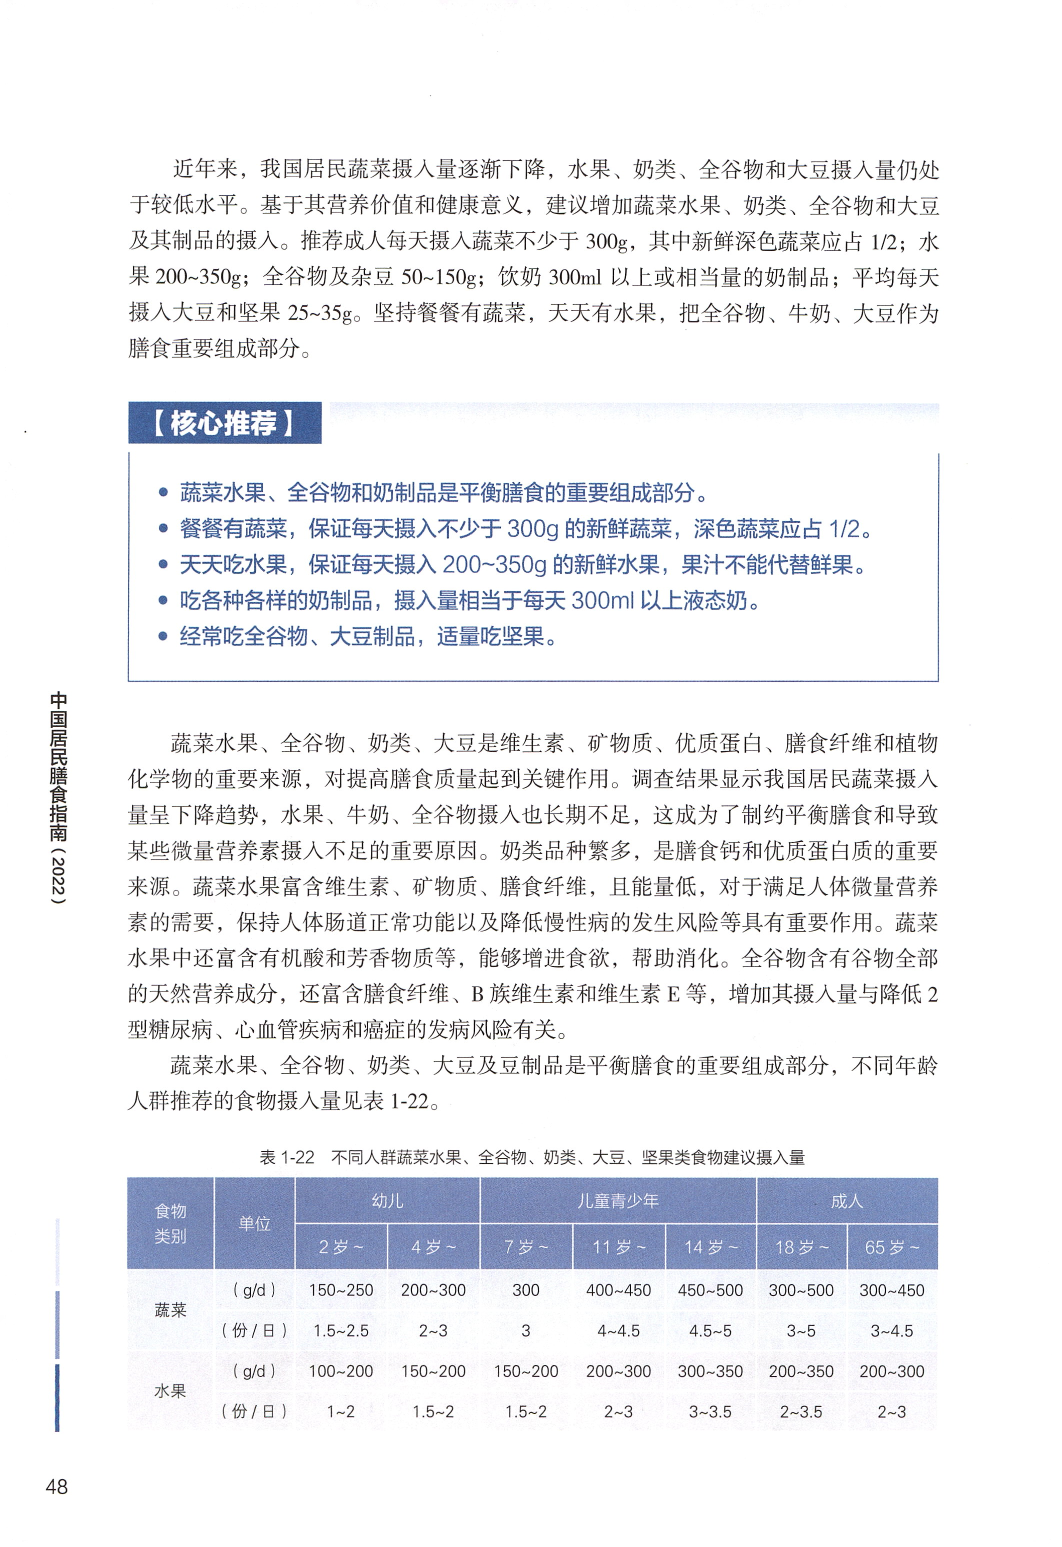 近年来，我国居民蔬菜摄入量逐渐下降，水果、奶类、全谷物和大豆摄入量仍处
于较低水平。基于其营养价值和健康意义，建议增加蔬菜水果、奶类、全谷物和大豆
及其制品的摄入。推荐成人每天摄入蔬菜不少于 300g，其中新鲜深色蔬菜应占 1/2；水
果 200~350g；全谷物及杂豆 50~150g；饮奶 300ml 以上或相当量的奶制品；平均每天
摄入大豆和坚果 25~35g。坚持餐餐有蔬菜，天天有水果，把全谷物、牛奶、大豆作为
膳食重要组成部分。
【核心推荐】
• 蔬菜水果、全谷物和奶制品是平衡膳食的重要组成部分。
• 餐餐有蔬菜，保证每天摄入不少于 300g 的新鲜蔬菜，深色蔬菜应占 1/2。
• 天天吃水果，保证每天摄入 200~350g 的新鲜水果，果汁不能代替鲜果。
• 吃各种各样的奶制品，摄入量相当于每天 300ml 以上液态奶。
• 经常吃全谷物、大豆制品，适量吃坚果。
蔬菜水果、全谷物、奶类、大豆是维生素、矿物质、优质蛋白、膳食纤维和植物
化学物的重要来源，对提高膳食质量起到关键作用。调查结果显示我国居民蔬菜摄入
量呈下降趋势，水果、牛奶、全谷物摄入也长期不足，这成为了制约平衡膳食和导致
某些微量营养素摄入不足的重要原因。奶类品种繁多，是膳食钙和优质蛋白质的重要
来源。蔬菜水果富含维生素、矿物质、膳食纤维，且能量低，对于满足人体微量营养
素的需要，保持人体肠道正常功能以及降低慢性病的发生风险等具有重要作用。蔬菜
水果中还富含有机酸和芳香物质等，能够增进食欲，帮助消化。全谷物含有谷物全部
的天然营养成分，还富含膳食纤维、B 族维生素和维生素 E 等，增加其摄入量与降低 2
型糖尿病、心血管疾病和癌症的发病风险有关。
蔬菜水果、全谷物、奶类、大豆及豆制品是平衡膳食的重要组成部分，不同年龄
人群推荐的食物摄入量见表 1-22。
表 1-22 不同人群蔬菜水果、全谷物、奶类、大豆、坚果类食物建议摄入量
食物类别 单位 幼儿 儿童青少年 成人
2 岁 ~ 4 岁 ~ 7 岁 ~ 11 岁 ~ 14 岁 ~ 18 岁 ~ 65 岁 ~
蔬菜 （g/d） 150~250 200~300 300 400~450 450~500 300~500 300~450
（份 / 日） 1.5~2.5 2~3 3 4~4.5 4.5~5 3~5 3~4.5
水果 （g/d） 100~200 150~200 150~200 200~300 300~350 200~350 200~300
（份 / 日） 1~2 1.5~2 1.5~2 2~3 3~3.5 2~3.5 2~3
中国居民膳食指南（2022）
48